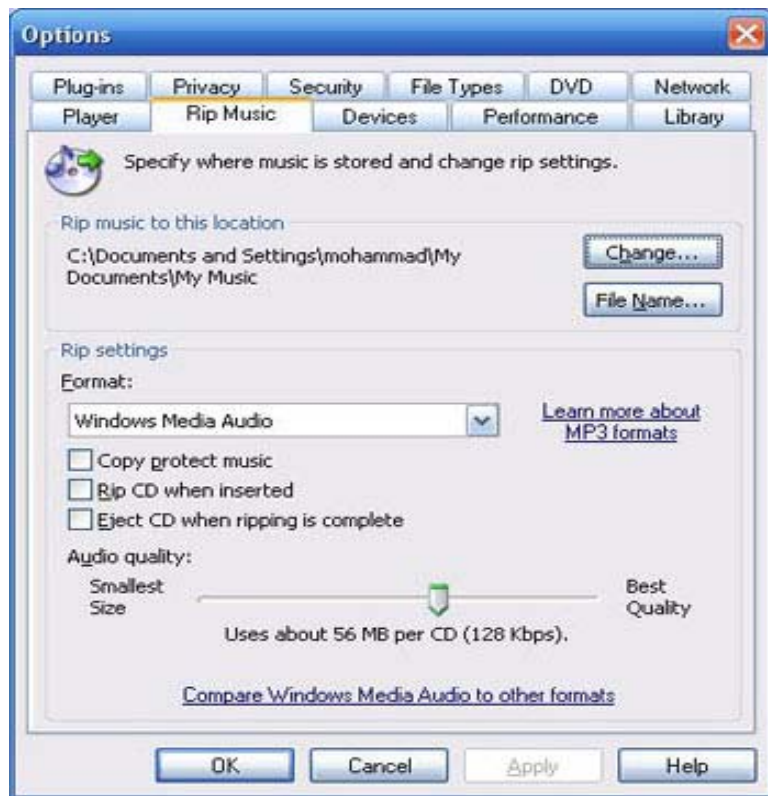 Options
Plug-ins Privacy Security File Types DVD Network
Player Rip Music Devices Performance Library
Specify where music is stored and change rip settings.
Rip music to this location
C:\Documents and Settings\mohammad\My
Documents\My Music
Change...
File Name...
Rip settings
Format:
Windows Media Audio
Learn more about
MP3 formats
Copy protect music
Rip CD when inserted
Eject CD when ripping is complete
Audio quality:
Smallest
Size
Best
Quality
Uses about 56 MB per CD (128 Kbps).
Compare Windows Media Audio to other formats
OK Cancel Apply Help